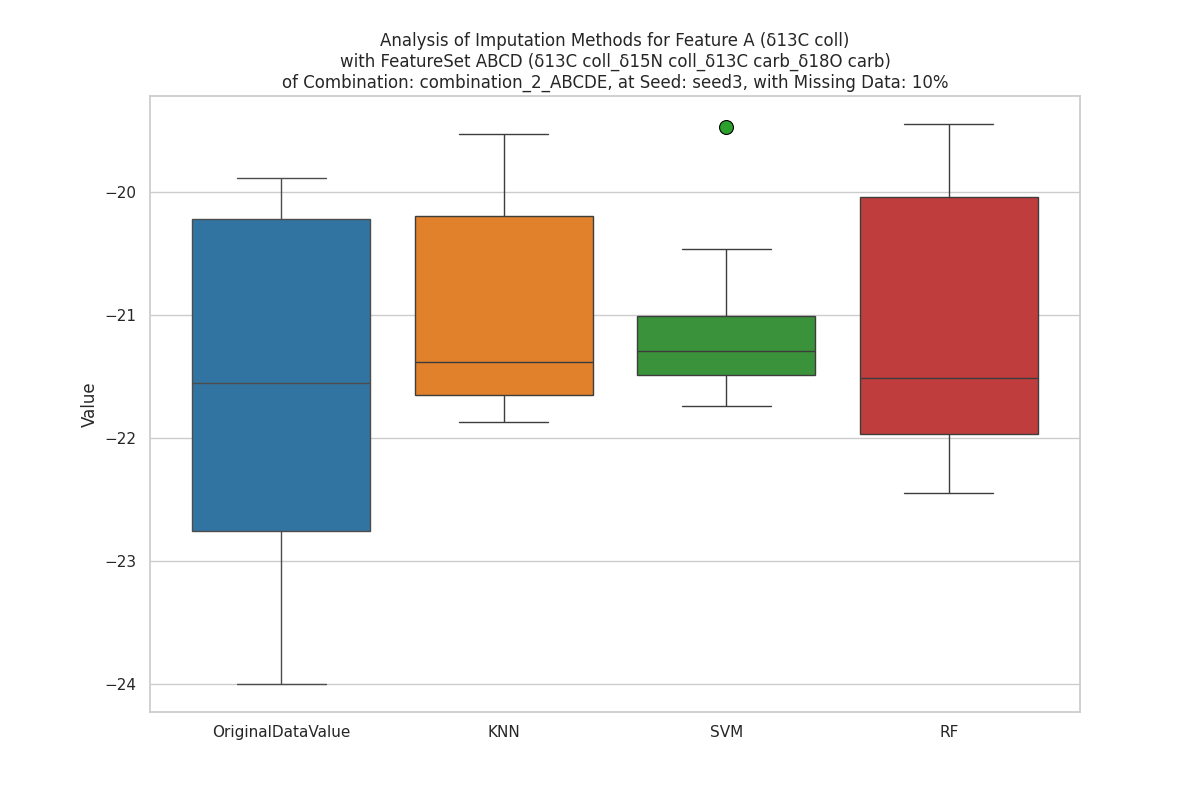 Analysis of Imputation Methods for Feature A (δ13C coll)
with FeatureSet ABCD (δ13C coll_δ15N coll_δ13C carb_δ18O carb)
of Combination: combination_2_ABCDE, at Seed: seed3, with Missing Data: 10%
Value
−20
−21
−22
−23
−24
OriginalDataValue KNN SVM RF